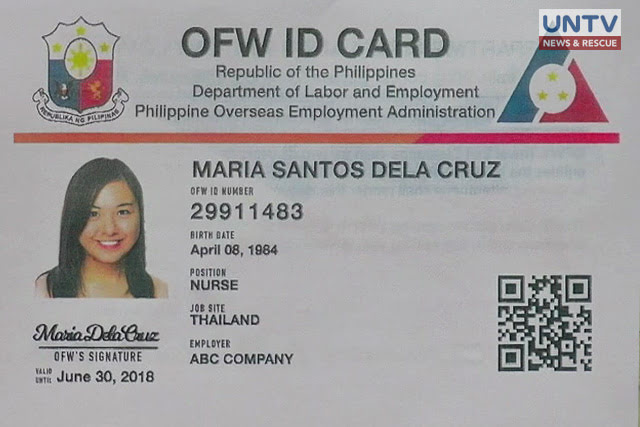 UNTV
NEWS & RESCUE
OFW ID CARD
Republic of the Philippines
Department of Labor and Employment
Philippine Overseas Employment Administration
REPUBLIKA NG PILIPINAS
MARIA SANTOS DELA CRUZ
OFW ID NUMBER
29911483
BIRTH DATE
April 08, 1984
POSITION
NURSE
JOB SITE
THAILAND
EMPLOYER
ABC COMPANY
Maria Dela Cruz
OFW'S SIGNATURE
VALID UNTIL: June 30, 2018